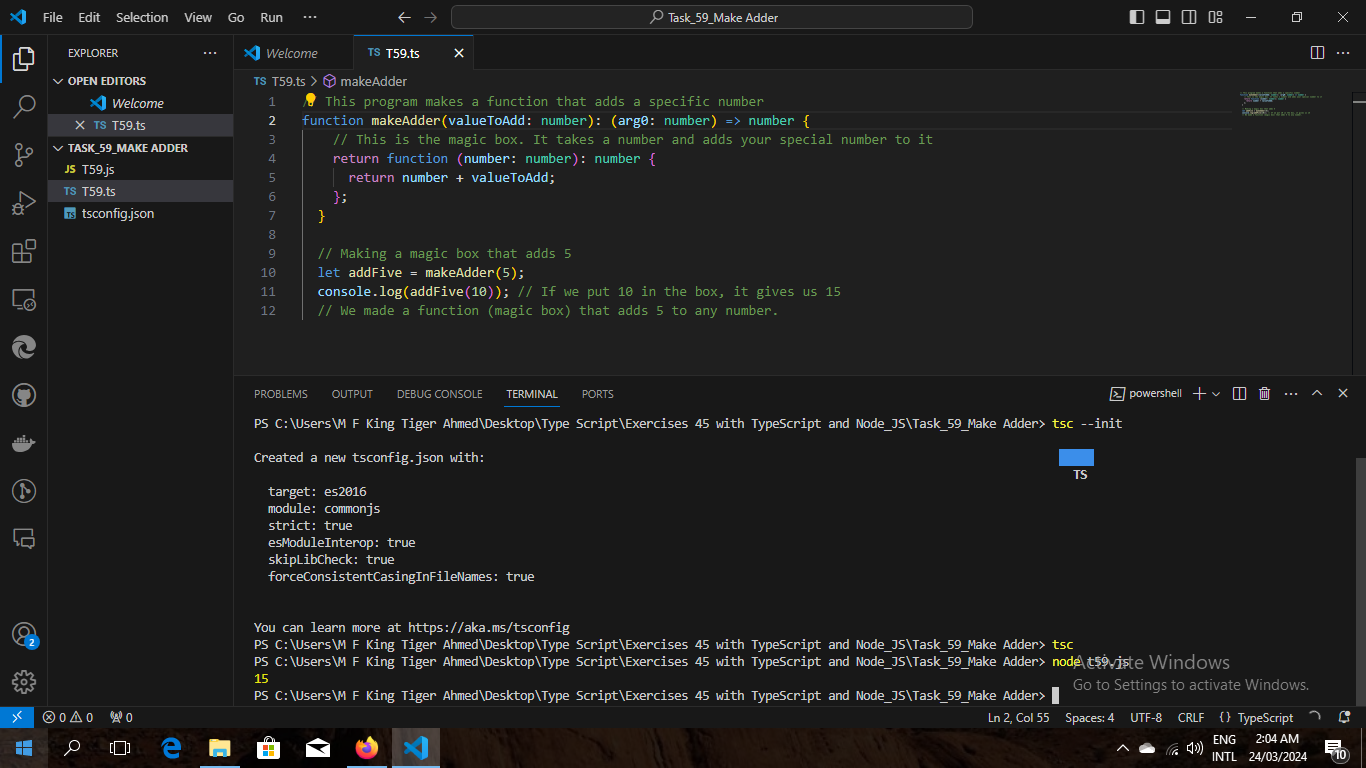 File Edit Selection View Go Run ··· Task_59_Make Adder
EXPLORER ···
OPEN EDITORS
Welcome
TS T59.ts
TASK_59_MAKE ADDER
JS T59.js
TS T59.ts
TS tsconfig.json
2
Welcome TS T59.ts
TS T59.ts > makeAdder
1 / This program makes a function that adds a specific number
2 function makeAdder(valueToAdd: number): (arg0: number) => number {
3 // This is the magic box. It takes a number and adds your special number to it
4 return function (number: number): number {
5 return number + valueToAdd;
6 };
7 }
8
9 // Making a magic box that adds 5
10 let addFive = makeAdder(5);
11 console.log(addFive(10)); // If we put 10 in the box, it gives us 15
12 // We made a function (magic box) that adds 5 to any number.
PROBLEMS OUTPUT DEBUG CONSOLE TERMINAL PORTS powershell
PS C:\Users\M F King Tiger Ahmed\Desktop\Type Script\Exercises 45 with TypeScript and Node_JS\Task_59_Make Adder> tsc --init
Created a new tsconfig.json with:
TS
target: es2016
module: commonjs
strict: true
esModuleInterop: true
skipLibCheck: true
forceConsistentCasingInFileNames: true
You can learn more at https://aka.ms/tsconfig
PS C:\Users\M F King Tiger Ahmed\Desktop\Type Script\Exercises 45 with TypeScript and Node_JS\Task_59_Make Adder> tsc
PS C:\Users\M F King Tiger Ahmed\Desktop\Type Script\Exercises 45 with TypeScript and Node_JS\Task_59_Make Adder> node t59.js
15
PS C:\Users\M F King Tiger Ahmed\Desktop\Type Script\Exercises 45 with TypeScript and Node_JS\Task_59_Make Adder>
Activate Windows
Go to Settings to activate Windows.
0 0 0 Ln 2, Col 55 Spaces: 4 UTF-8 CRLF {} TypeScript
ENG 2:04 AM
INTL 24/03/2024 10